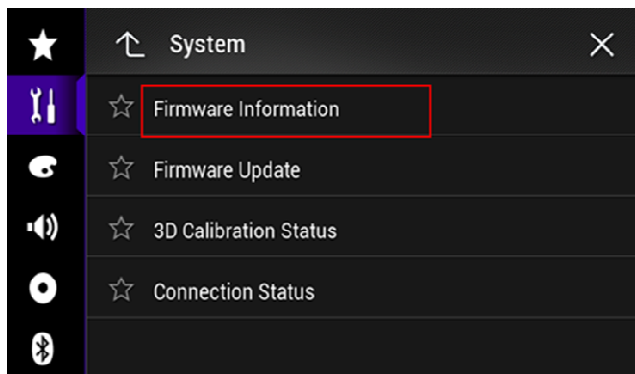 System
Firmware Information
Firmware Update
3D Calibration Status
Connection Status